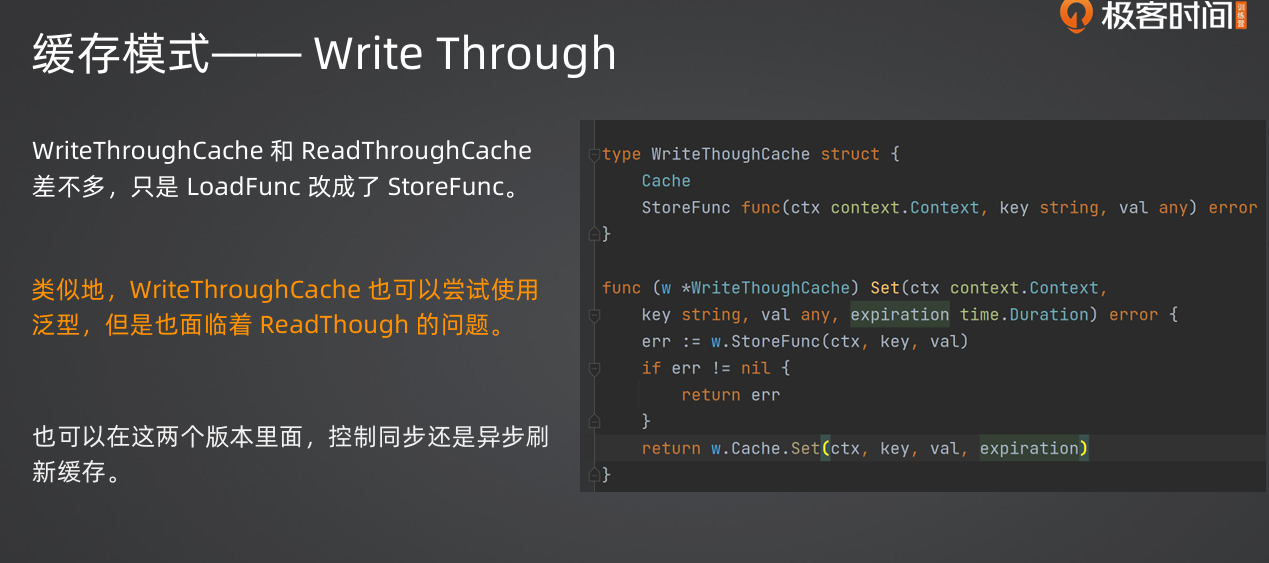 极客时间 训练营
缓存模式—— Write Through
WriteThroughCache 和 ReadThroughCache
差不多，只是 LoadFunc 改成了 StoreFunc。
类似地，WriteThroughCache 也可以尝试使用
泛型，但是也面临着 ReadThough 的问题。
也可以在这两个版本里面，控制同步还是异步刷
新缓存。
type WriteThoughCache struct {
    Cache
    StoreFunc func(ctx context.Context, key string, val any) error
}
func (w *WriteThoughCache) Set(ctx context.Context,
    key string, val any, expiration time.Duration) error {
    err := w.StoreFunc(ctx, key, val)
    if err != nil {
        return err
    }
    return w.Cache.Set(ctx, key, val, expiration)
}